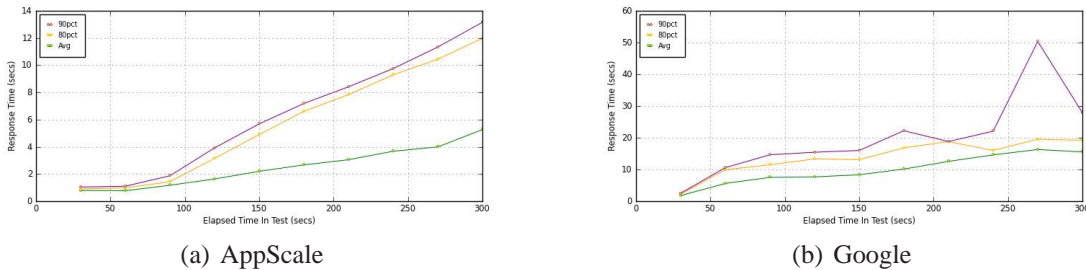 14
12
10
8
6
4
2
0
Response Time (secs)
90pct
80pct
Avg
0 50 100 150 200 250 300
Elapsed Time In Test (secs)
(a) AppScale
60
50
40
30
20
10
0
Response Time (secs)
90pct
80pct
Avg
0 50 100 150 200 250 300
Elapsed Time In Test (secs)
(b) Google